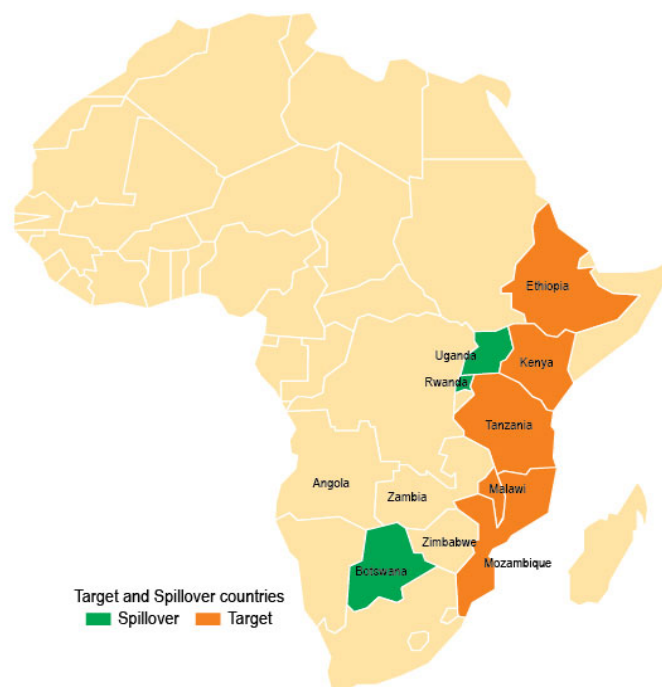 Ethiopia
Uganda
Kenya
Rwanda
Tanzania
Angola
Malawi
Zambia
Zimbabwe
Mozambique
Botswana
Target and Spillover countries
Spillover Target